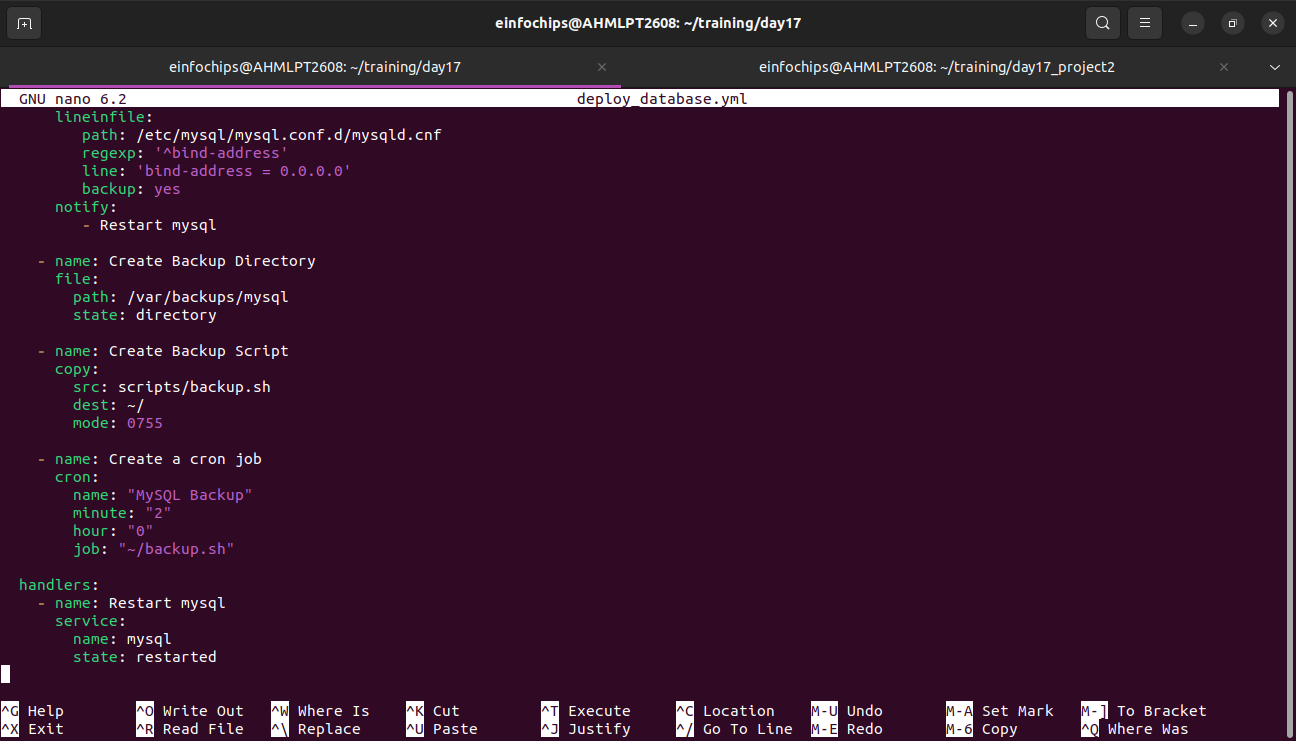 einfochips@AHMLPT2608: ~/training/day17
einfochips@AHMLPT2608: ~/training/day17
einfochips@AHMLPT2608: ~/training/day17_project2
GNU nano 6.2 deploy_database.yml
lineinfile:
path: /etc/mysql/mysql.conf.d/mysqld.cnf
regexp: '^bind-address'
line: 'bind-address = 0.0.0.0'
backup: yes
notify:
- Restart mysql
- name: Create Backup Directory
file:
path: /var/backups/mysql
state: directory
- name: Create Backup Script
copy:
src: scripts/backup.sh
dest: ~/
mode: 0755
- name: Create a cron job
cron:
name: "MySQL Backup"
minute: "2"
hour: "0"
job: "~/backup.sh"
handlers:
- name: Restart mysql
service:
name: mysql
state: restarted
^G Help ^O Write Out ^W Where Is ^K Cut ^T Execute ^C Location M-U Undo M-A Set Mark M-] To Bracket
^X Exit ^R Read File ^\ Replace ^U Paste ^J Justify ^/ Go To Line M-E Redo M-6 Copy ^Q Where Was